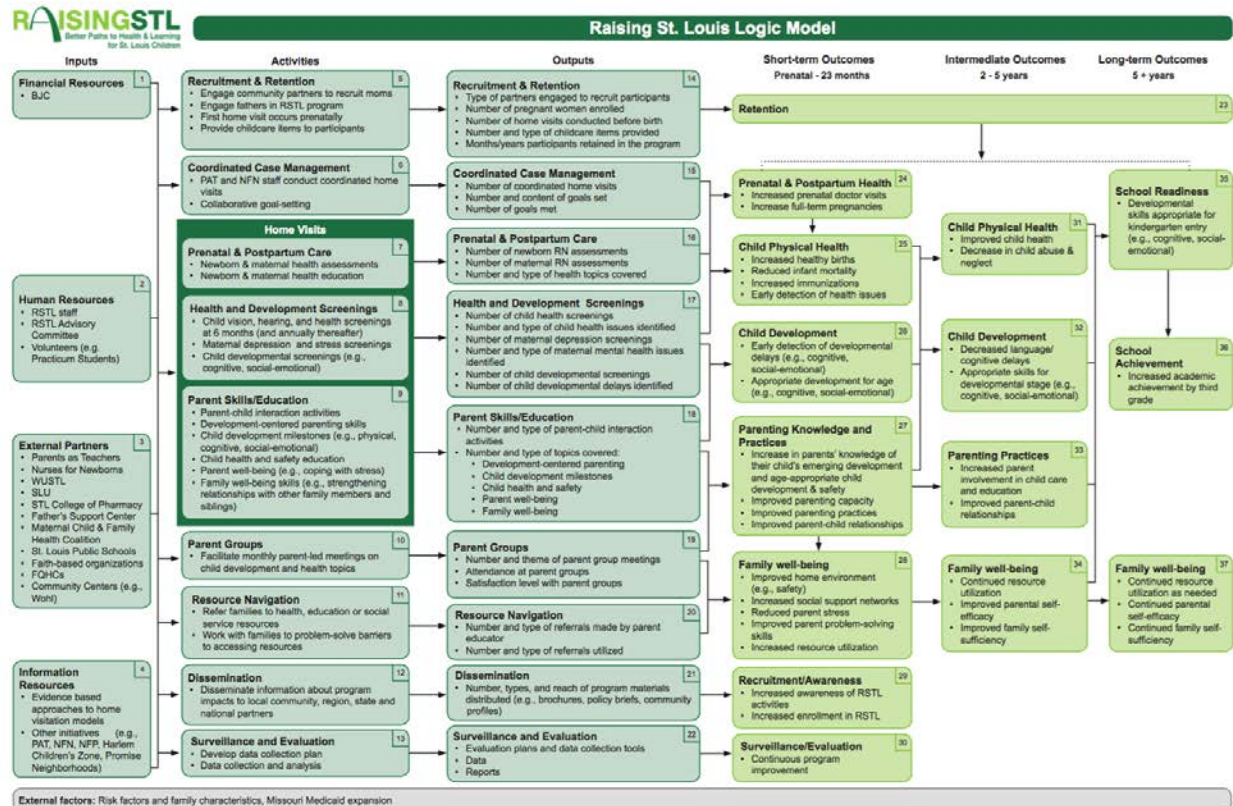 RAISINGSTL
Better Paths to Health & Learning
for St. Louis Children
Raising St. Louis Logic Model
Inputs
Activities
Outputs
Short-term Outcomes
Prenatal - 23 months
Intermediate Outcomes
2 - 5 years
Long-term Outcomes
5 + years
1
Financial Resources
• BJC
2
Human Resources
• RSTL staff
• RSTL Advisory
Committee
• Volunteers (e.g.
Practicum Students)
3
External Partners
• Parents as Teachers
• Nurses for Newborns
• WUSTL
• SLU
• STL College of Pharmacy
• Father's Support Center
• Maternal Child & Family
Health Coalition
• St. Louis Public Schools
• Faith-based organizations
• FQHCs
• Community Centers (e.g.,
Wohl)
4
Information
Resources
• Evidence based
approaches to home
visitation models
• Other initiatives (e.g.,
PAT, NFN, NFP, Harlem
Children's Zone, Promise
Neighborhoods)
5
Recruitment & Retention
• Engage community partners to recruit moms
• Engage fathers in RSTL program
• First home visit occurs prenatally
• Provide childcare items to participants
6
Coordinated Case Management
• PAT and NFN staff conduct coordinated home
visits
• Collaborative goal-setting
Home Visits
7
Prenatal & Postpartum Care
• Newborn & maternal health assessments
• Newborn & maternal health education
8
Health and Development Screenings
• Child vision, hearing, and health screenings
at 6 months (and annually thereafter)
• Maternal depression and stress screenings
• Child developmental screenings (e.g.,
cognitive, social-emotional)
9
Parent Skills/Education
• Parent-child interaction activities
• Development-centered parenting skills
• Child development milestones (e.g., physical,
cognitive, social-emotional)
• Child health and safety education
• Parent well-being (e.g., coping with stress)
• Family well-being skills (e.g., strengthening
relationships with other family members and
siblings)
10
Parent Groups
• Facilitate monthly parent-led meetings on
child development and health topics
11
Resource Navigation
• Refer families to health, education or social
service resources
• Work with families to problem-solve barriers
to accessing resources
12
Dissemination
• Disseminate information about program
impacts to local community, region, state and
national partners
13
Surveillance and Evaluation
• Develop data collection plan
• Data collection and analysis
14
Recruitment & Retention
• Type of partners engaged to recruit participants
• Number of pregnant women enrolled
• Number of home visits conducted before birth
• Number and type of childcare items provided
• Months/years participants retained in the program
15
Coordinated Case Management
• Number of coordinated home visits
• Number and content of goals set
• Number of goals met
16
Prenatal & Postpartum Care
• Number of newborn RN assessments
• Number of maternal RN assessments
• Number and type of health topics covered
17
Health and Development Screenings
• Number of child health screenings
• Number and type of child health issues identified
• Number of maternal depression screenings
• Number and type of maternal mental health issues
identified
• Number of child developmental screenings
• Number of child developmental delays identified
18
Parent Skills/Education
• Number and type of parent-child interaction
activities
• Number and type of topics covered:
• Development-centered parenting
• Child development milestones
• Child health and safety
• Parent well-being
• Family well-being
19
Parent Groups
• Number and theme of parent group meetings
• Attendance at parent groups
• Satisfaction level with parent groups
20
Resource Navigation
• Number and type of referrals made by parent
educator
• Number and type of referrals utilized
21
Dissemination
• Number, types, and reach of program materials
distributed (e.g., brochures, policy briefs, community
profiles)
22
Surveillance and Evaluation
• Evaluation plans and data collection tools
• Data
• Reports
23
Retention
24
Prenatal & Postpartum Health
• Increased prenatal doctor visits
• Increase full-term pregnancies
25
Child Physical Health
• Increased healthy births
• Reduced infant mortality
• Increased immunizations
• Early detection of health issues
26
Child Development
• Early detection of developmental
delays (e.g., cognitive,
social-emotional)
• Appropriate development for age
(e.g., cognitive, social-emotional)
27
Parenting Knowledge and
Practices
• Increase in parents' knowledge of
their child's emerging development
and age-appropriate child
development & safety
• Improved parenting capacity
• Improved parenting practices
• Improved parent-child relationships
28
Family well-being
• Improved home environment
(e.g., safety)
• Increased social support networks
• Reduced parent stress
• Improved parent problem-solving
skills
• Increased resource utilization
29
Recruitment/Awareness
• Increased awareness of RSTL
activities
• Increased enrollment in RSTL
30
Surveillance/Evaluation
• Continuous program
improvement
31
Child Physical Health
• Improved child health
• Decrease in child abuse &
neglect
32
Child Development
• Decreased language/
cognitive delays
• Appropriate skills for
developmental stage (e.g.,
cognitive, social-emotional)
33
Parenting Practices
• Increased parent
involvement in child care
and education
• Improved parent-child
relationships
34
Family well-being
• Continued resource
utilization
• Improved parental self-
efficacy
• Improved family self-
sufficiency
35
School Readiness
• Developmental
skills appropriate for
kindergarten entry
(e.g., cognitive, social-
emotional)
36
School
Achievement
• Increased academic
achievement by third
grade
37
Family well-being
• Continued resource
utilization as needed
• Continued parental
self-efficacy
• Continued family self-
sufficiency
External factors: Risk factors and family characteristics, Missouri Medicaid expansion